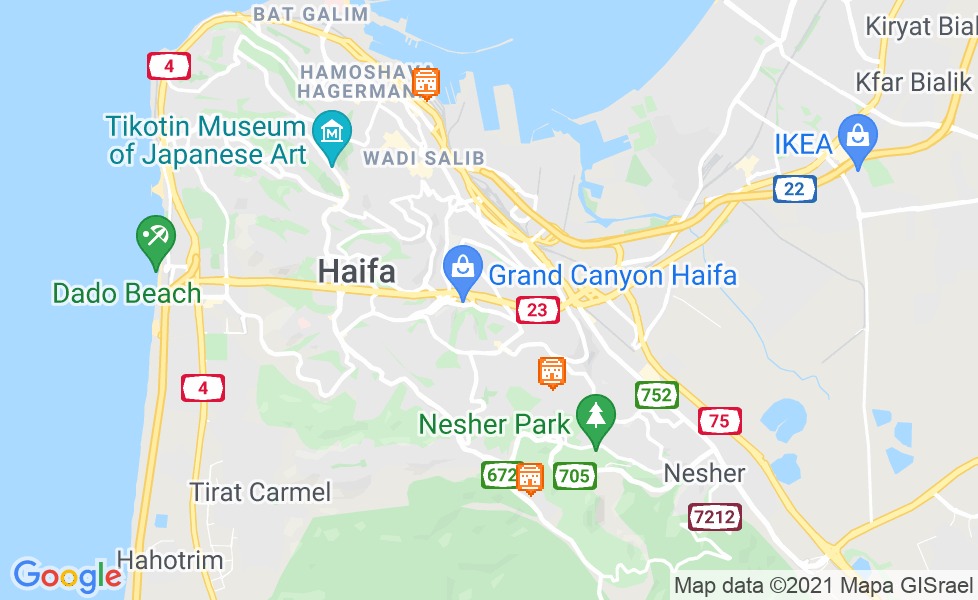 BAT GALIM
Kiryat Bial
4
HAMOSHAVA
HAGERMAN
Kfar Bialik
Tikotin Museum
of Japanese Art
M
WADI SALIB
IKEA
22
Haifa
Grand Canyon Haifa
Dado Beach
23
4
752
75
Nesher Park
672
705
Nesher
Tirat Carmel
7212
Hahotrim
Google
Map data ©2021 Mapa GISrael